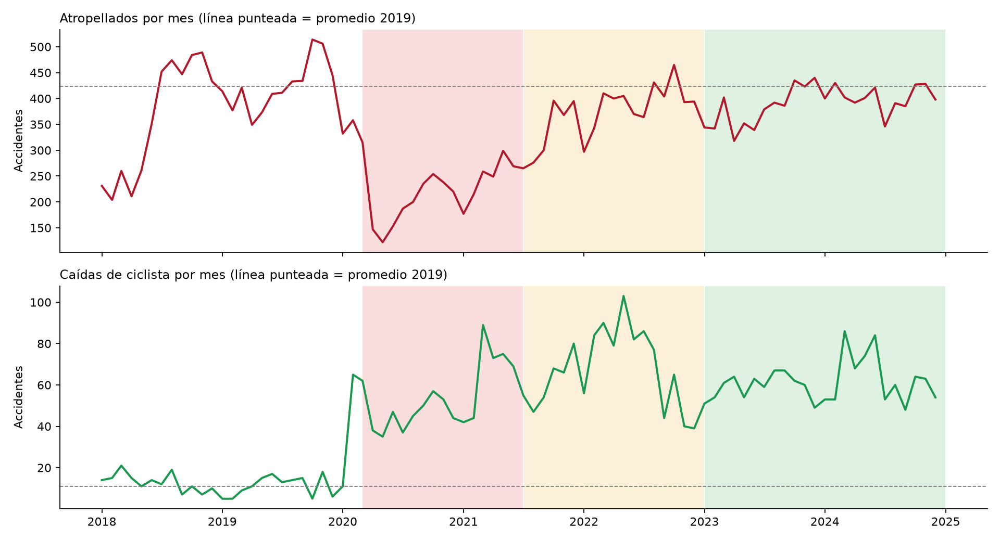 Atropellados por mes (línea punteada = promedio 2019)
500
450
400
350
300
250
200
150
Accidentes
Caídas de ciclista por mes (línea punteada = promedio 2019)
100
80
60
40
20
Accidentes
2018 2019 2020 2021 2022 2023 2024 2025